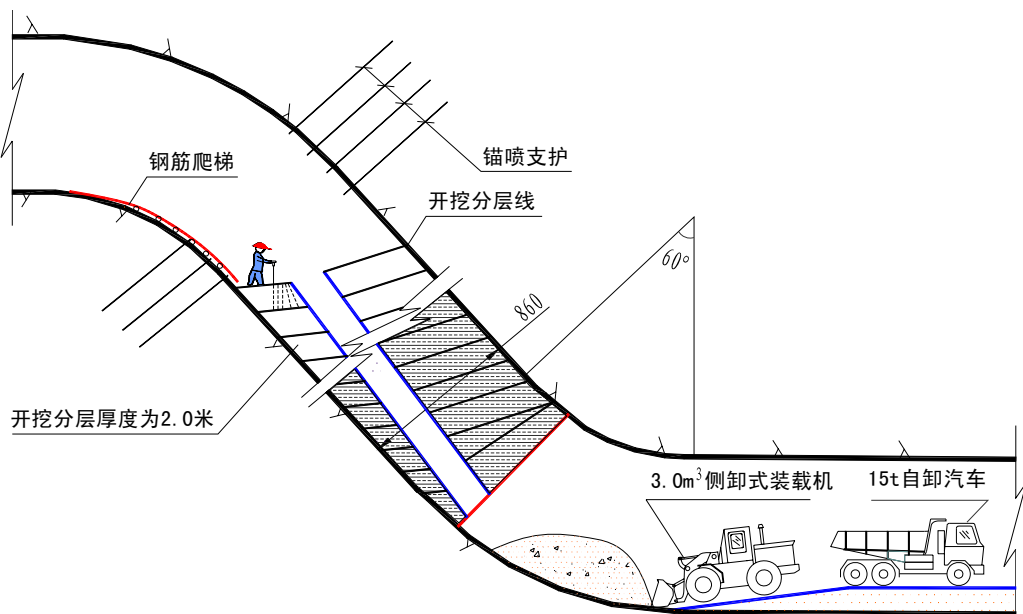 钢筋爬梯
锚喷支护
开挖分层线
60°
860
开挖分层厚度为2.0米
3.0m³侧卸式装载机
15t自卸汽车